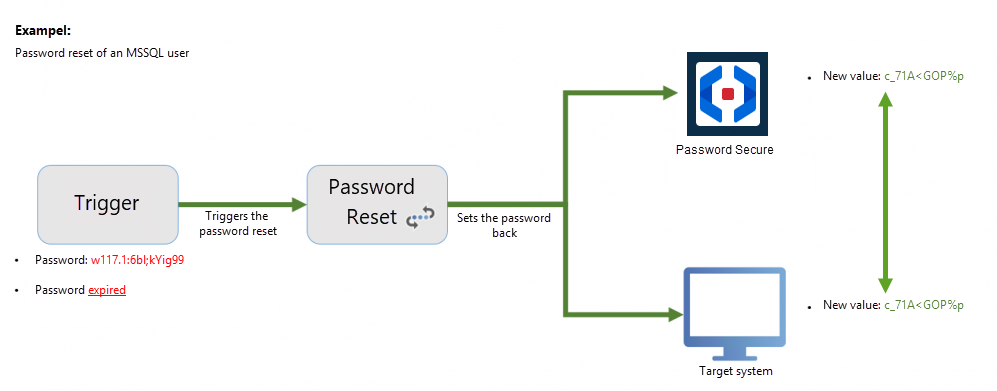 Exampel:
Password reset of an MSSQL user
Trigger
• Password: w117.1:6bl;kYig99
• Password expired
Triggers the
password reset
Password
Reset
Sets the password
back
Password Secure
• New value: c_71A<GOP%p
Target system
• New value: c_71A<GOP%p